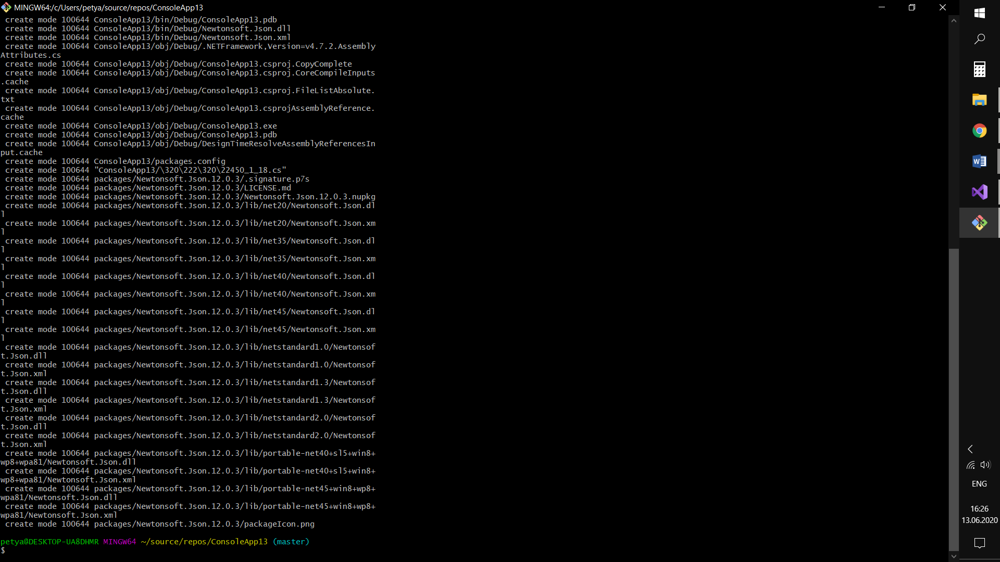 MINGW64:/c/Users/petya/source/repos/ConsoleApp13
create mode 100644 ConsoleApp13/bin/Debug/ConsoleApp13.pdb
create mode 100644 ConsoleApp13/bin/Debug/Newtonsoft.Json.dll
create mode 100644 ConsoleApp13/bin/Debug/Newtonsoft.Json.xml
create mode 100644 ConsoleApp13/obj/Debug/.NETFramework,Version=v4.7.2.Assembly
Attributes.cs
create mode 100644 ConsoleApp13/obj/Debug/ConsoleApp13.csproj.CopyComplete
create mode 100644 ConsoleApp13/obj/Debug/ConsoleApp13.csproj.CoreCompileInputs
.cache
create mode 100644 ConsoleApp13/obj/Debug/ConsoleApp13.csproj.FileListAbsolute.
txt
create mode 100644 ConsoleApp13/obj/Debug/ConsoleApp13.csprojAssemblyReference.
cache
create mode 100644 ConsoleApp13/obj/Debug/ConsoleApp13.exe
create mode 100644 ConsoleApp13/obj/Debug/ConsoleApp13.pdb
create mode 100644 ConsoleApp13/obj/Debug/DesignTimeResolveAssemblyReferencesIn
put.cache
create mode 100644 ConsoleApp13/packages.config
create mode 100644 "ConsoleApp13/\320\222\320\22450_1_18.cs"
create mode 100644 packages/Newtonsoft.Json.12.0.3/.signature.p7s
create mode 100644 packages/Newtonsoft.Json.12.0.3/LICENSE.md
create mode 100644 packages/Newtonsoft.Json.12.0.3/Newtonsoft.Json.12.0.3.nupkg
create mode 100644 packages/Newtonsoft.Json.12.0.3/lib/net20/Newtonsoft.Json.dl
l
create mode 100644 packages/Newtonsoft.Json.12.0.3/lib/net20/Newtonsoft.Json.xm
l
create mode 100644 packages/Newtonsoft.Json.12.0.3/lib/net35/Newtonsoft.Json.dl
l
create mode 100644 packages/Newtonsoft.Json.12.0.3/lib/net35/Newtonsoft.Json.xm
l
create mode 100644 packages/Newtonsoft.Json.12.0.3/lib/net40/Newtonsoft.Json.dl
l
create mode 100644 packages/Newtonsoft.Json.12.0.3/lib/net40/Newtonsoft.Json.xm
l
create mode 100644 packages/Newtonsoft.Json.12.0.3/lib/net45/Newtonsoft.Json.dl
l
create mode 100644 packages/Newtonsoft.Json.12.0.3/lib/net45/Newtonsoft.Json.xm
l
create mode 100644 packages/Newtonsoft.Json.12.0.3/lib/netstandard1.0/Newtonsof
t.Json.dll
create mode 100644 packages/Newtonsoft.Json.12.0.3/lib/netstandard1.0/Newtonsof
t.Json.xml
create mode 100644 packages/Newtonsoft.Json.12.0.3/lib/netstandard1.3/Newtonsof
t.Json.dll
create mode 100644 packages/Newtonsoft.Json.12.0.3/lib/netstandard1.3/Newtonsof
t.Json.xml
create mode 100644 packages/Newtonsoft.Json.12.0.3/lib/netstandard2.0/Newtonsof
t.Json.dll
create mode 100644 packages/Newtonsoft.Json.12.0.3/lib/netstandard2.0/Newtonsof
t.Json.xml
create mode 100644 packages/Newtonsoft.Json.12.0.3/lib/portable-net40+sl5+win8+
wp8+wpa81/Newtonsoft.Json.dll
create mode 100644 packages/Newtonsoft.Json.12.0.3/lib/portable-net40+sl5+win8+
wp8+wpa81/Newtonsoft.Json.xml
create mode 100644 packages/Newtonsoft.Json.12.0.3/lib/portable-net45+win8+wp8+
wpa81/Newtonsoft.Json.dll
create mode 100644 packages/Newtonsoft.Json.12.0.3/lib/portable-net45+win8+wp8+
wpa81/Newtonsoft.Json.xml
create mode 100644 packages/Newtonsoft.Json.12.0.3/packageIcon.png
petya@DESKTOP-UA8DHMR MINGW64 ~/source/repos/ConsoleApp13 (master)
$
W
ENG
16:26
13.06.2020